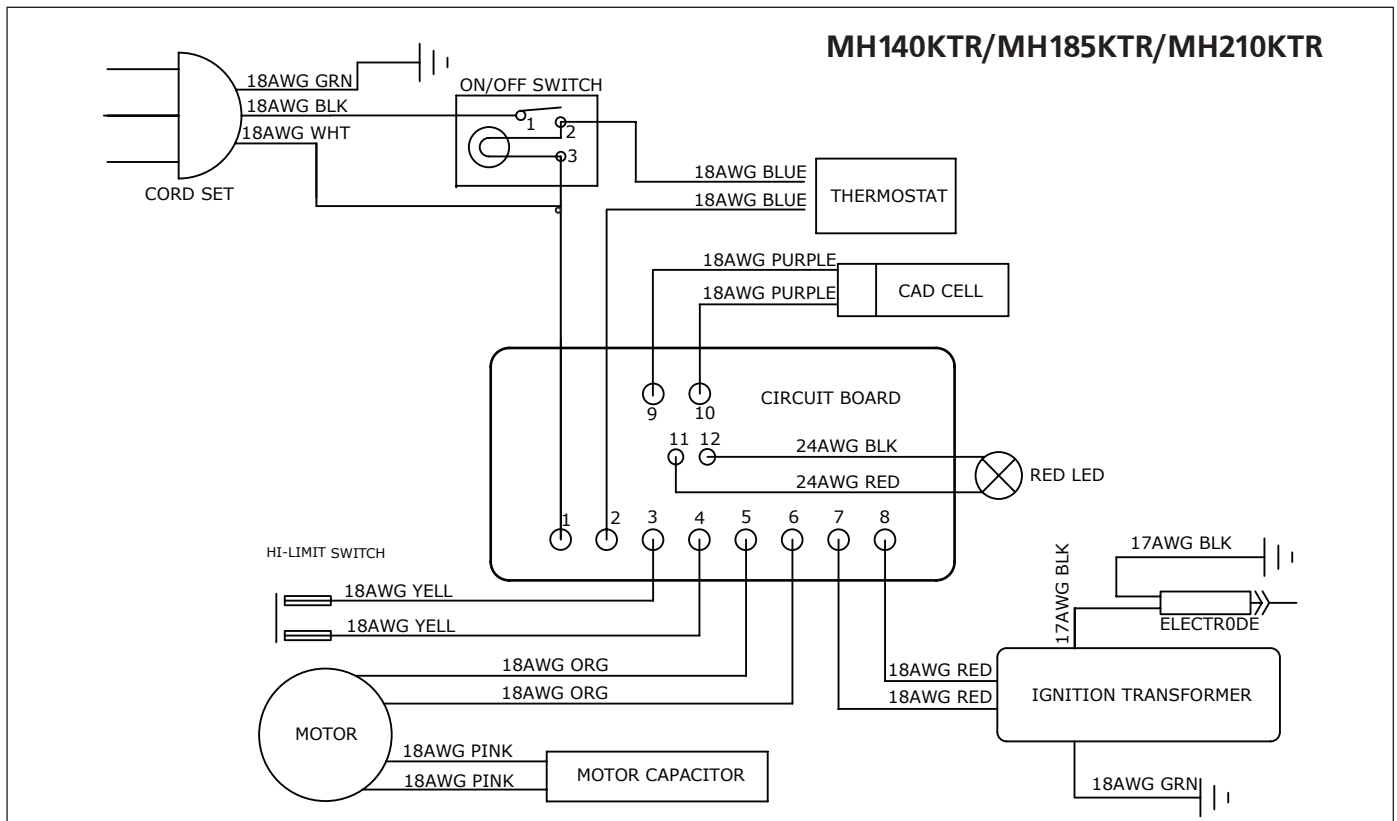 MH140KTR/MH185KTR/MH210KTR
18AWG GRN
18AWG BLK
18AWG WHT
CORD SET
ON/OFF SWITCH
1
2
3
18AWG BLUE
18AWG BLUE
THERMOSTAT
18AWG PURPLE
18AWG PURPLE
CAD CELL
CIRCUIT BOARD
9
10
11
12
24AWG BLK
24AWG RED
RED LED
1
2
3
4
5
6
7
8
HI-LIMIT SWITCH
18AWG YELL
18AWG YELL
18AWG ORG
18AWG ORG
MOTOR
18AWG PINK
18AWG PINK
MOTOR CAPACITOR
18AWG RED
18AWG RED
IGNITION TRANSFORMER
17AWG BLK
17AWG BLK
ELECTR0DE
18AWG GRN